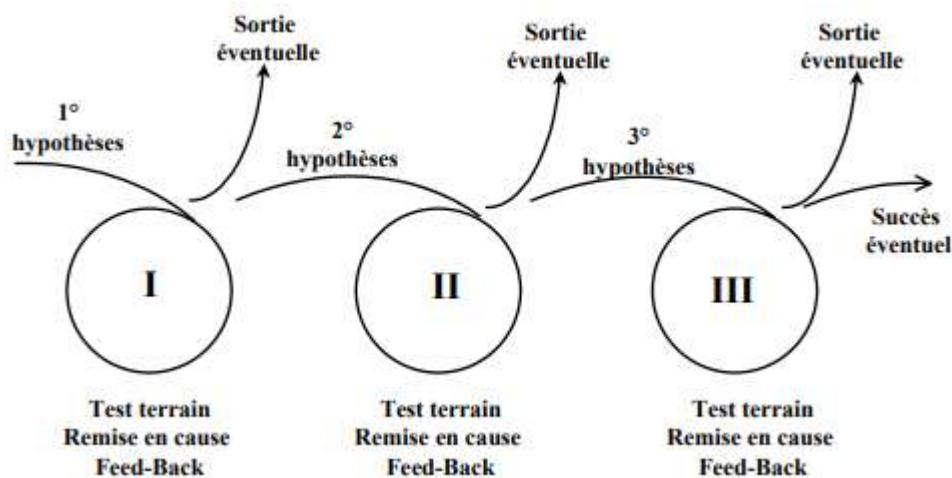 Sortie
éventuelle
Sortie
éventuelle
Sortie
éventuelle
1°
hypothèses
2°
hypothèses
3°
hypothèses
Succès
éventuel
I
II
III
Test terrain
Remise en cause
Feed-Back
Test terrain
Remise en cause
Feed-Back
Test terrain
Remise en cause
Feed-Back